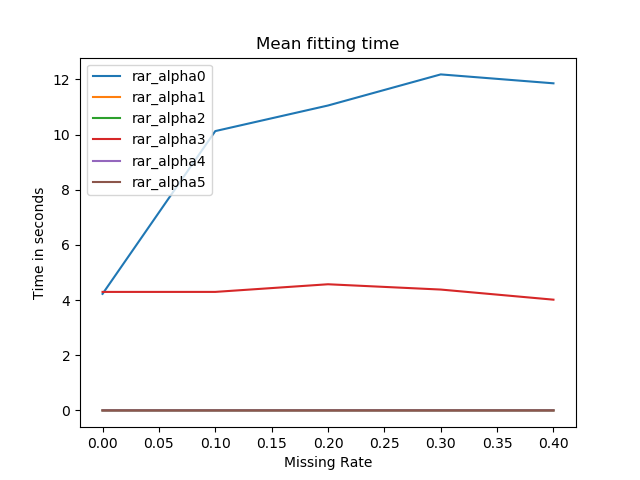 Mean fitting time
rar_alpha0
rar_alpha1
rar_alpha2
rar_alpha3
rar_alpha4
rar_alpha5
Time in seconds
12
10
8
6
4
2
0
0.00 0.05 0.10 0.15 0.20 0.25 0.30 0.35 0.40
Missing Rate